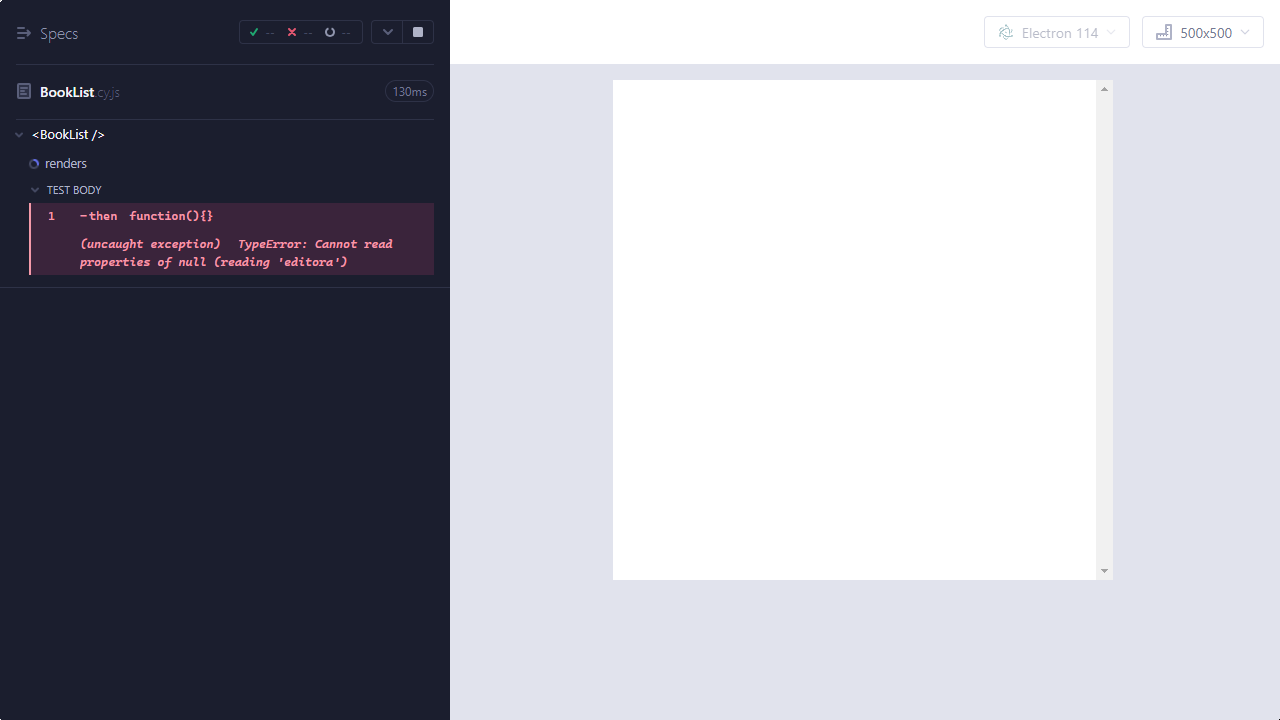 Specs
-- -- --
Electron 114
500x500
BookList cy.js
130ms
<BookList />
renders
TEST BODY
1 -then function(){}
(uncaught exception) TypeError: Cannot read
properties of null (reading 'editora')